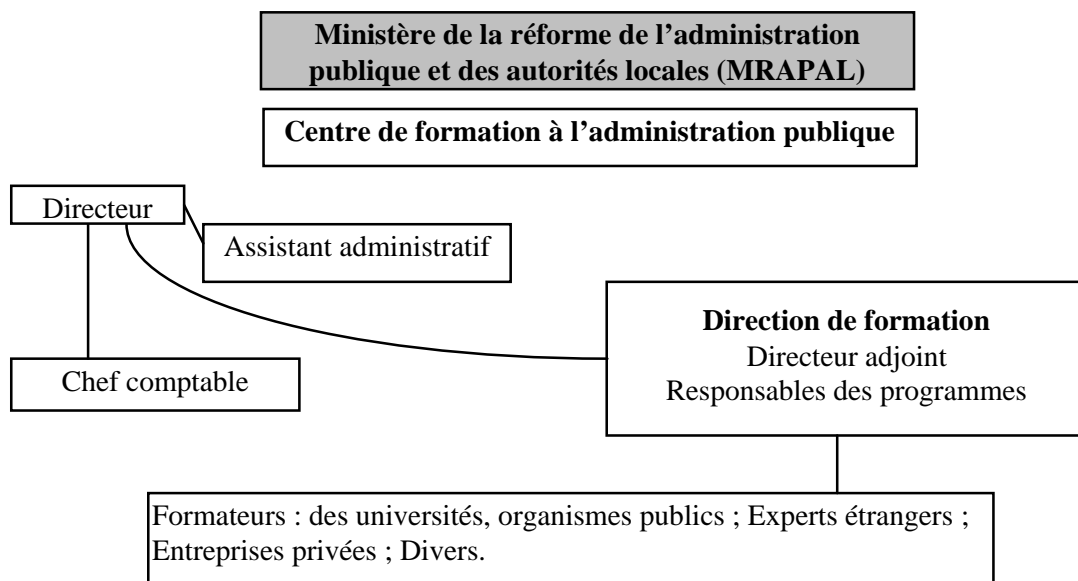 Ministère de la réforme de l’administration
publique et des autorités locales (MRAPAL)
Centre de formation à l’administration publique
Directeur
Assistant administratif
Direction de formation
Directeur adjoint
Responsables des programmes
Chef comptable
Formateurs : des universités, organismes publics ; Experts étrangers ;
Entreprises privées ; Divers.